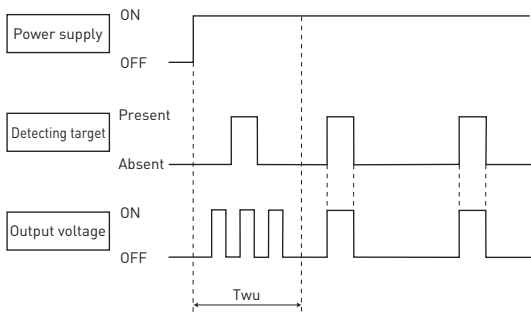 ON
Power supply
OFF
Present
Detecting target
Absent
ON
Output voltage
OFF
Twu